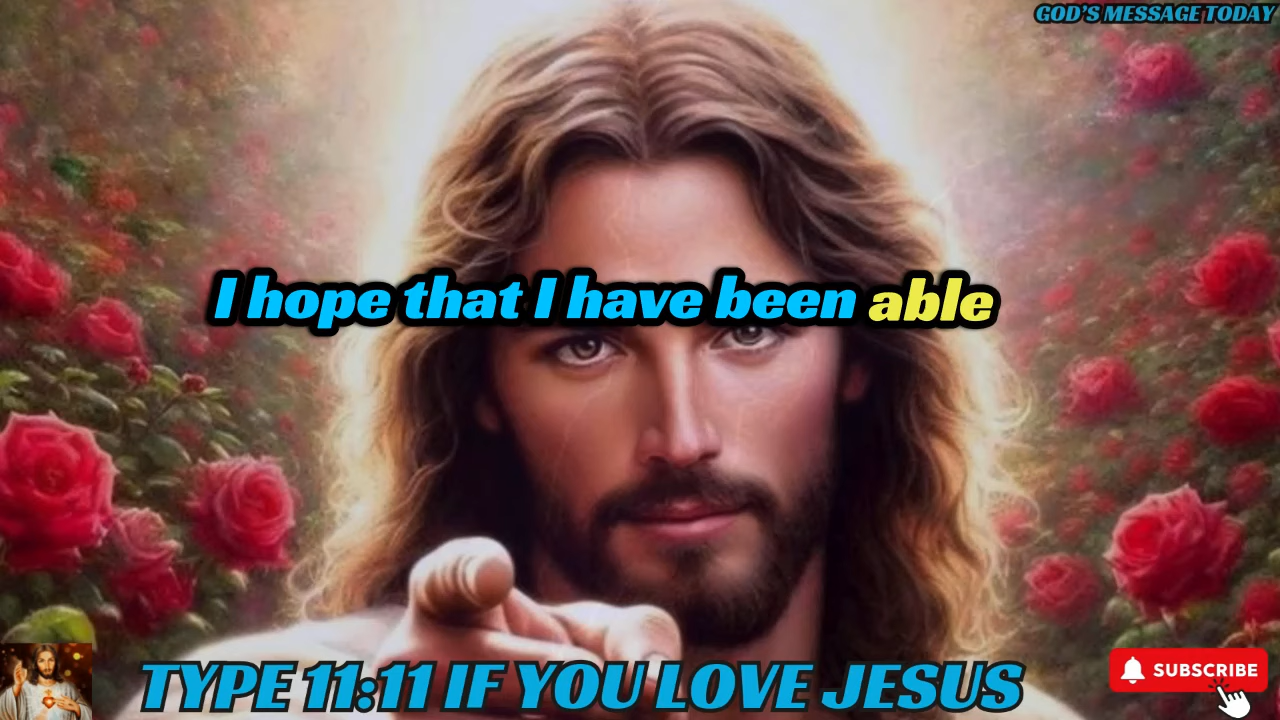 GOD'S MESSAGE TODAY
I hope that I have been able
TYPE 11:11 IF YOU LOVE JESUS
SUBSCRIBE